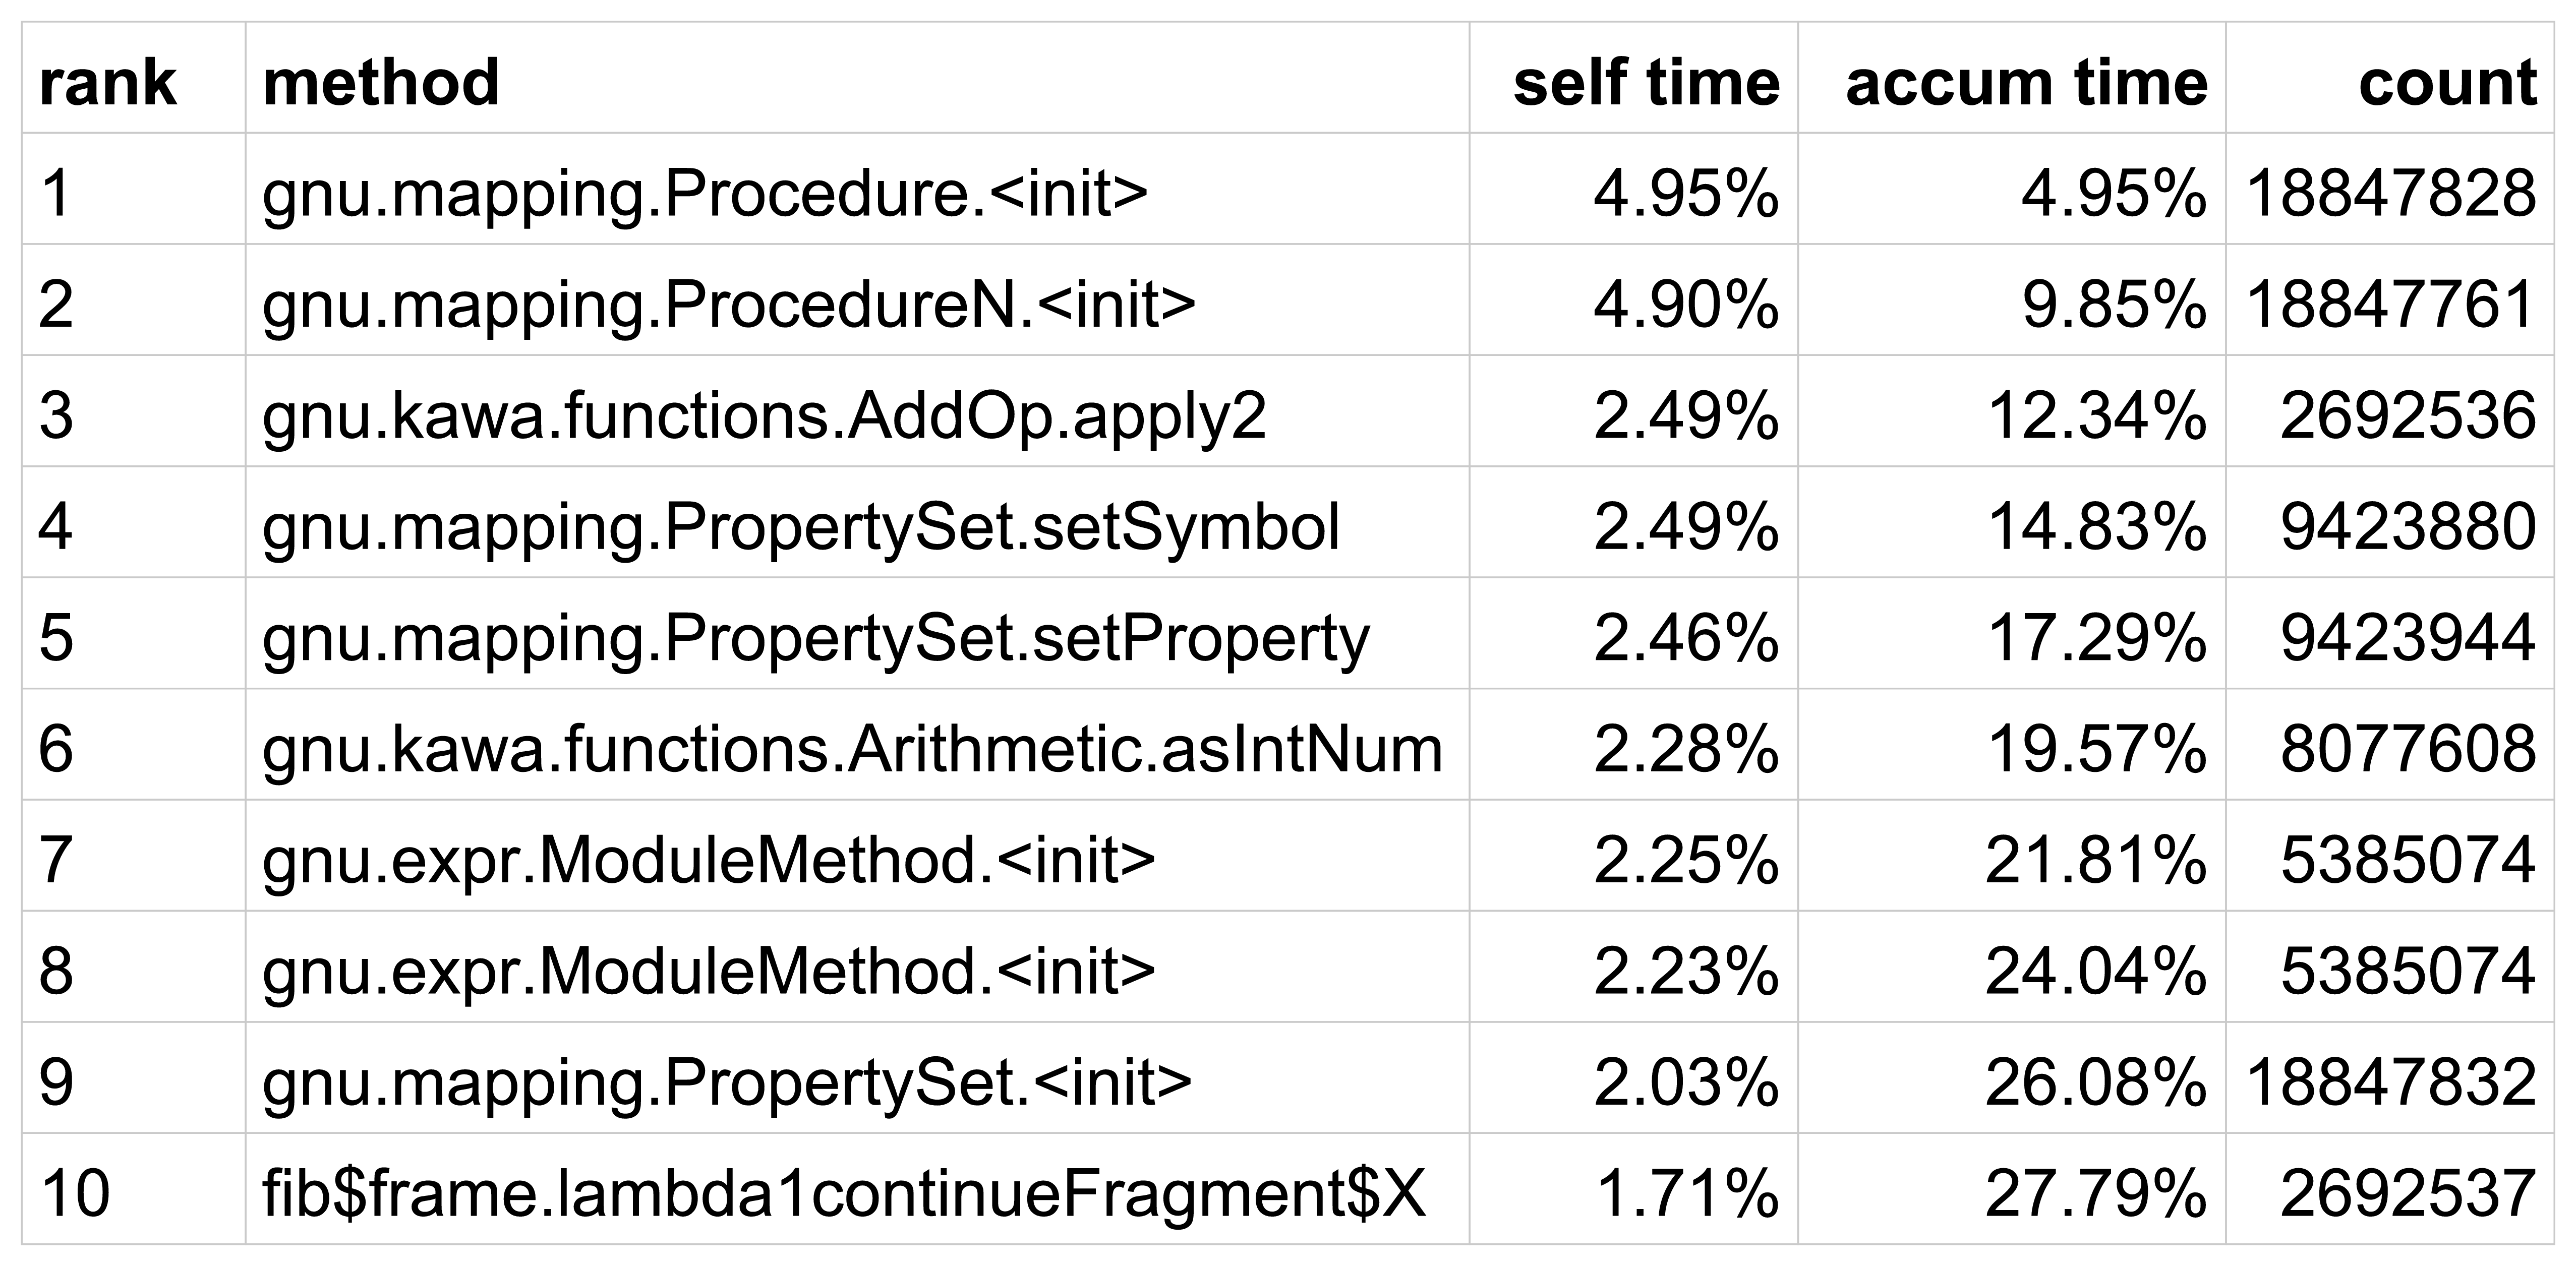 rank method self time accum time count
1 gnu.mapping.Procedure.<init> 4.95% 4.95% 18847828
2 gnu.mapping.ProcedureN.<init> 4.90% 9.85% 18847761
3 gnu.kawa.functions.AddOp.apply2 2.49% 12.34% 2692536
4 gnu.mapping.PropertySet.setSymbol 2.49% 14.83% 9423880
5 gnu.mapping.PropertySet.setProperty 2.46% 17.29% 9423944
6 gnu.kawa.functions.Arithmetic.asIntNum 2.28% 19.57% 8077608
7 gnu.expr.ModuleMethod.<init> 2.25% 21.81% 5385074
8 gnu.expr.ModuleMethod.<init> 2.23% 24.04% 5385074
9 gnu.mapping.PropertySet.<init> 2.03% 26.08% 18847832
10 fib$frame.lambda1continueFragment$X 1.71% 27.79% 2692537